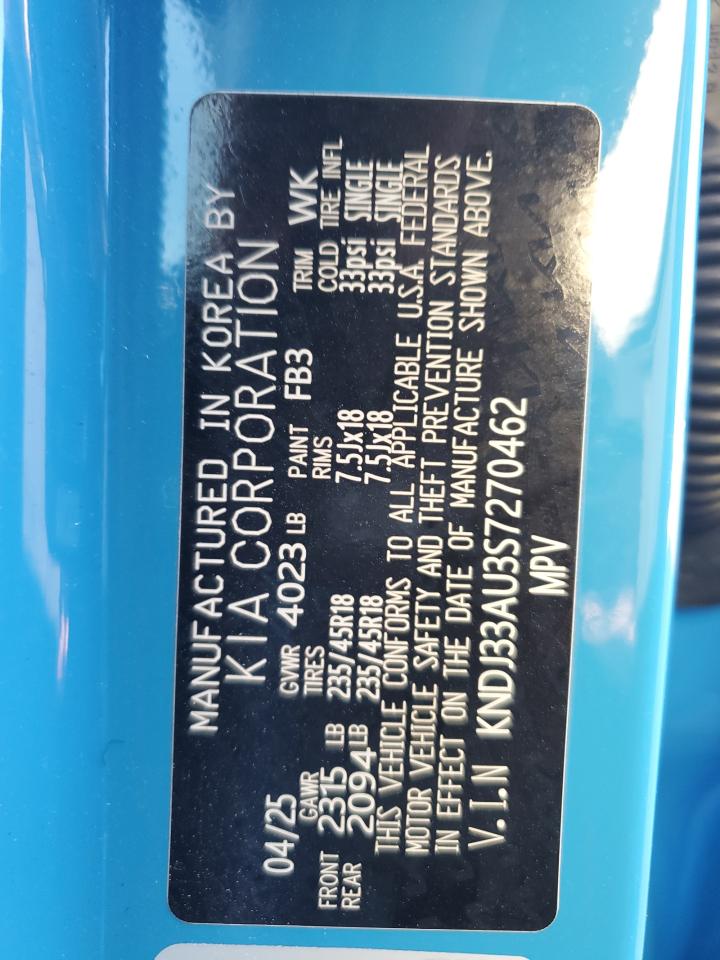 MANUFACTURED IN KOREA BY
KIA CORPORATION
04/25 GVWR 4023 LB PAINT FB3 TRIM WK
GAWR TIRES RIMS COLD TIRE INFL
FRONT 2315 LB 235/45R18 7.5Jx18 33psi SINGLE
REAR 2094 LB 235/45R18 7.5Jx18 33psi SINGLE
THIS VEHICLE CONFORMS TO ALL APPLICABLE U.S.A. FEDERAL
MOTOR VEHICLE SAFETY AND THEFT PREVENTION STANDARDS
IN EFFECT ON THE DATE OF MANUFACTURE SHOWN ABOVE.
V.I.N KNDJ33AU3S7270462
MPV